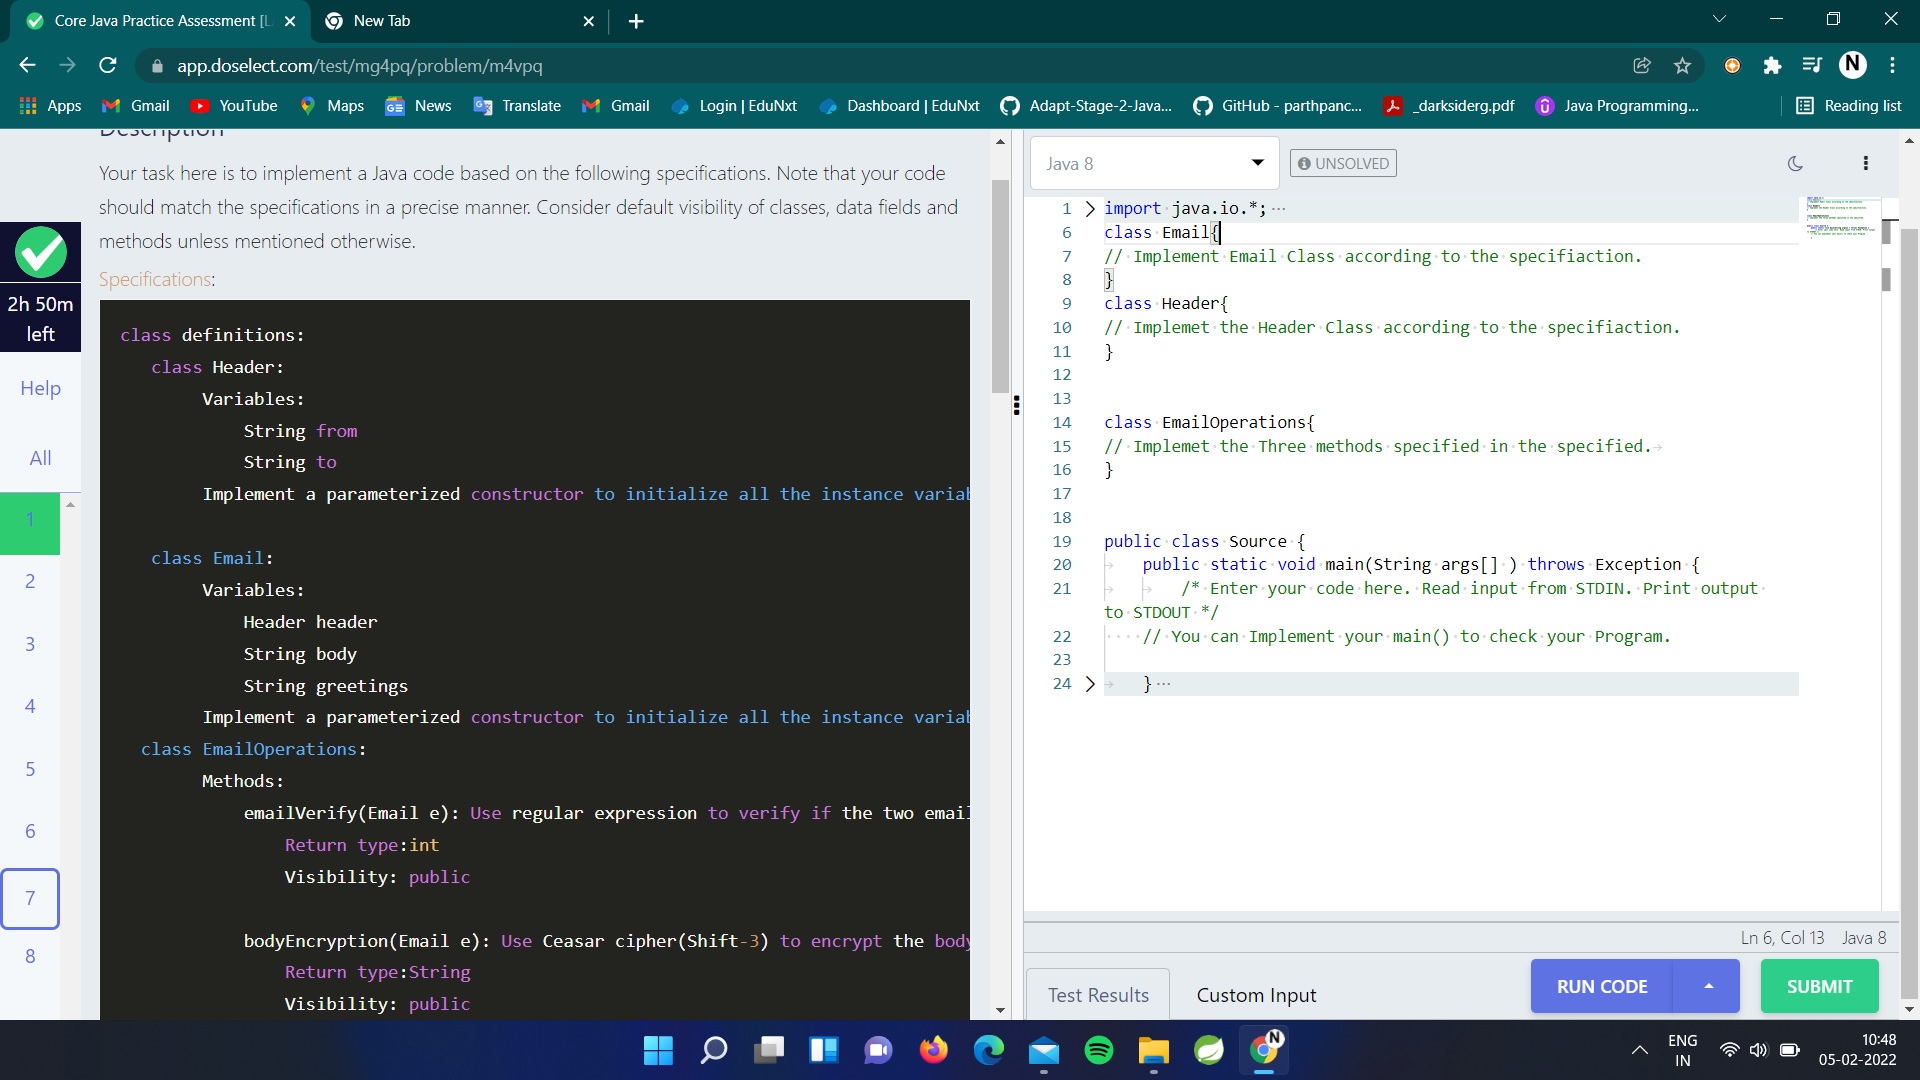 Core Java Practice Assessment [L
New Tab
app.doselect.com/test/mg4pq/problem/m4vpq
N
Apps
Gmail
YouTube
Maps
News
Translate
Gmail
Login | EduNxt
Dashboard | EduNxt
Adapt-Stage-2-Java...
GitHub - parthpanc...
_darksiderg.pdf
Java Programming...
Reading list
Description
Your task here is to implement a Java code based on the following specifications. Note that your code
should match the specifications in a precise manner. Consider default visibility of classes, data fields and
methods unless mentioned otherwise.
Specifications:
2h 50m
left
Help
All
1
2
3
4
5
6
7
8
class definitions:
class Header:
Variables:
String from
String to
Implement a parameterized constructor to initialize all the instance variab
class Email:
Variables:
Header header
String body
String greetings
Implement a parameterized constructor to initialize all the instance variab
class EmailOperations:
Methods:
emailVerify(Email e): Use regular expression to verify if the two email
Return type:int
Visibility: public
bodyEncryption(Email e): Use Ceasar cipher(Shift-3) to encrypt the body
Return type:String
Visibility: public
Java 8
UNSOLVED
1 import java.io.*; ...
6 class Email{
7 // Implement Email Class according to the specifiaction.
8 }
9 class Header{
10 // Implemet the Header Class according to the specifiaction.
11 }
12
13
14 class EmailOperations{
15 // Implemet the Three methods specified in the specified.
16 }
17
18
19 public class Source {
20 public static void main(String args[] ) throws Exception {
21 /* Enter your code here. Read input from STDIN. Print output
to STDOUT */
22 // You can Implement your main() to check your Program.
23
24 } ...
Ln 6, Col 13 Java 8
Test Results
Custom Input
RUN CODE
SUBMIT
N
ENG
IN
10:48
05-02-2022